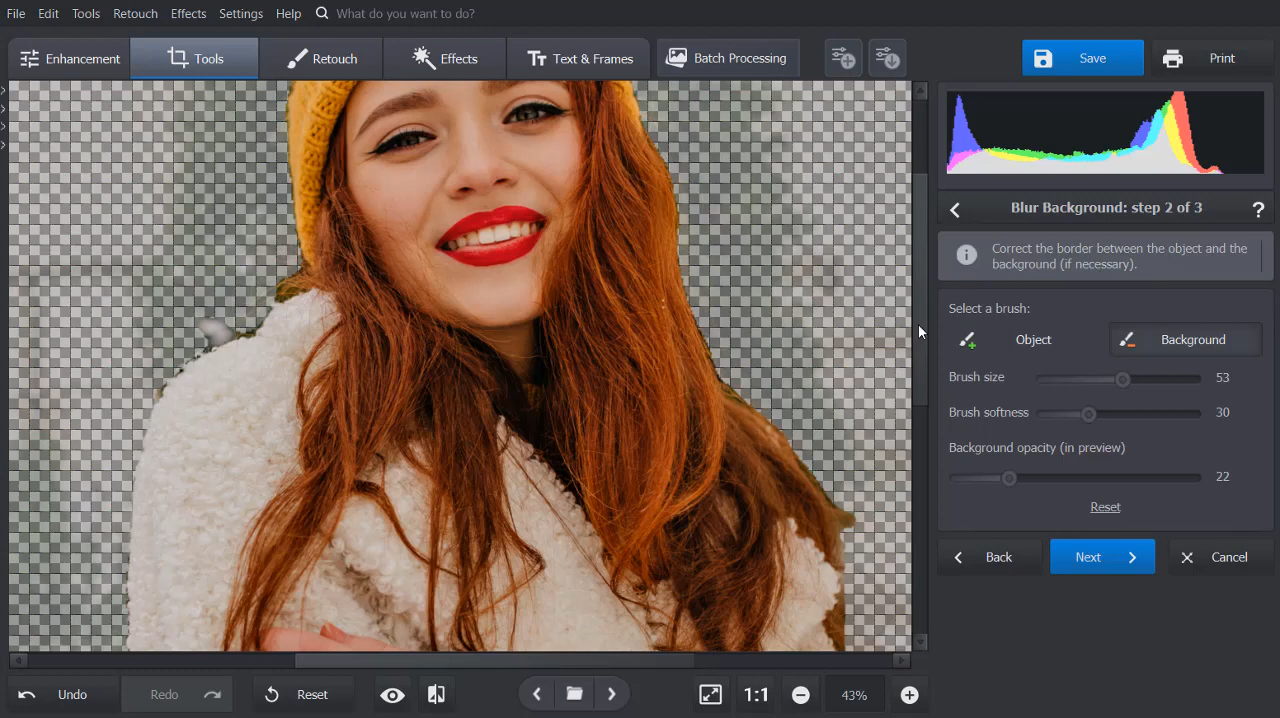 File Edit Tools Retouch Effects Settings Help What do you want to do?
Enhancement Tools Retouch Effects Text & Frames Batch Processing Save Print
Blur Background: step 2 of 3 ?
Correct the border between the object and the
background (if necessary).
Select a brush:
Object Background
Brush size 53
Brush softness 30
Background opacity (in preview)
22
Reset
Back Next Cancel
Undo Redo Reset 1:1 43%